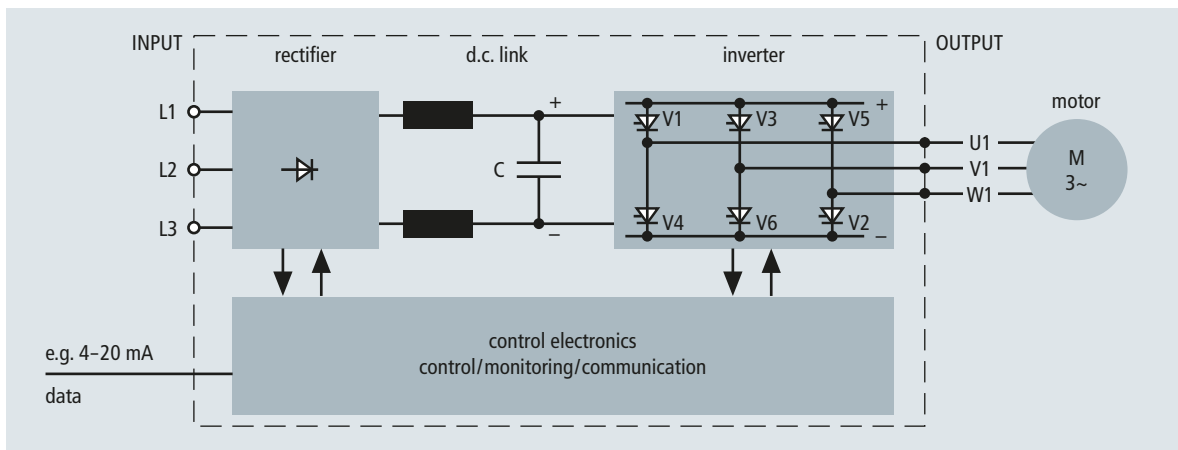 INPUT
rectifier
d.c. link
inverter
OUTPUT
L1
L2
L3
+
C
–
V1
V3
V5
+
V4
V6
V2
–
U1
V1
W1
motor
M
3~
e.g. 4–20 mA
data
control electronics
control/monitoring/communication